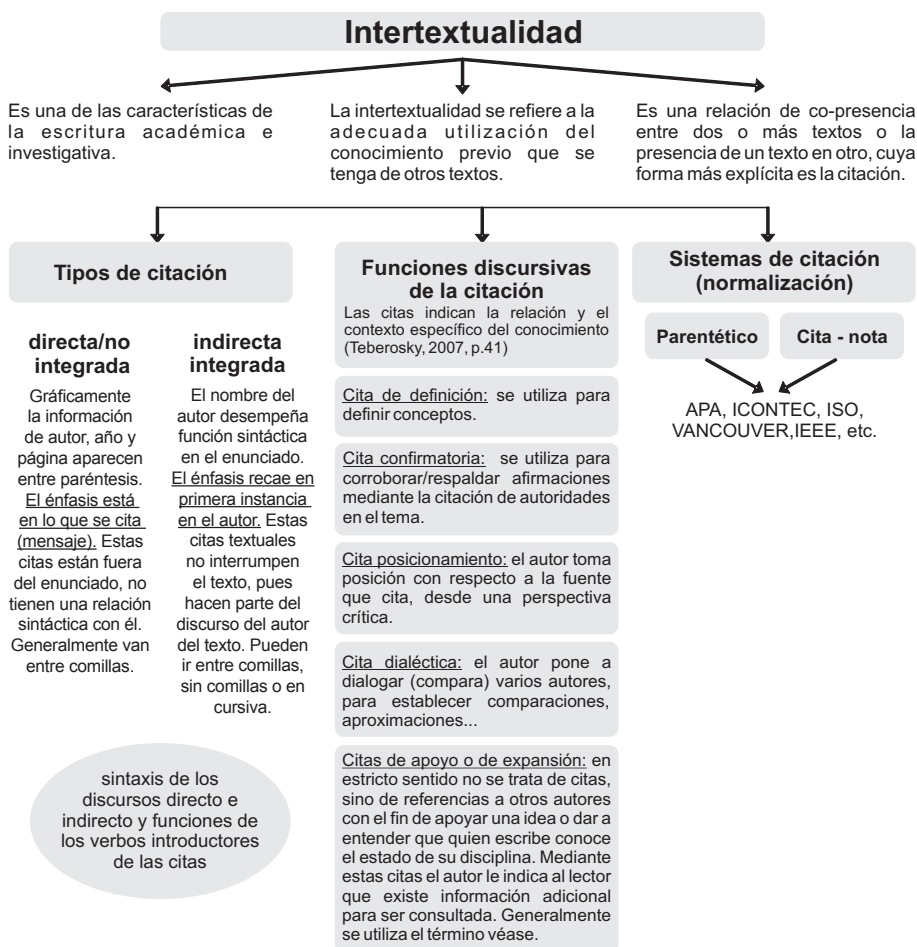 Intertextualidad
Es una de las características de
la escritura académica e
investigativa.
La intertextualidad se refiere a la
adecuada utilización del
conocimiento previo que se
tenga de otros textos.
Es una relación de co-presencia
entre dos o más textos o la
presencia de un texto en otro, cuya
forma más explícita es la citación.
Tipos de citación
directa/no
integrada
Gráficamente
la información
de autor, año y
página aparecen
entre paréntesis.
El énfasis está
en lo que se cita
(mensaje). Estas
citas están fuera
del enunciado, no
tienen una relación
sintáctica con él.
Generalmente van
entre comillas.
indirecta
integrada
El nombre del
autor desempeña
función sintáctica
en el enunciado.
El énfasis recae en
primera instancia
en el autor. Estas
citas textuales
no interrumpen
el texto, pues
hacen parte del
discurso del autor
del texto. Pueden
ir entre comillas,
sin comillas o en
cursiva.
sintaxis de los
discursos directo e
indirecto y funciones de
los verbos introductores
de las citas
Funciones discursivas
de la citación
Las citas indican la relación y el
contexto específico del conocimiento
(Teberosky, 2007, p.41)
Cita de definición: se utiliza para
definir conceptos.
Cita confirmatoria: se utiliza para
corroborar/respaldar afirmaciones
mediante la citación de autoridades
en el tema.
Cita posicionamiento: el autor toma
posición con respecto a la fuente
que cita, desde una perspectiva
crítica.
Cita dialéctica: el autor pone a
dialogar (compara) varios autores,
para establecer comparaciones,
aproximaciones...
Citas de apoyo o de expansión: en
estricto sentido no se trata de citas,
sino de referencias a otros autores
con el fin de apoyar una idea o dar a
entender que quien escribe conoce
el estado de su disciplina. Mediante
estas citas el autor le indica al lector
que existe información adicional
para ser consultada. Generalmente
se utiliza el término véase.
Sistemas de citación
(normalización)
Parentético
Cita - nota
APA, ICONTEC, ISO,
VANCOUVER,IEEE, etc.